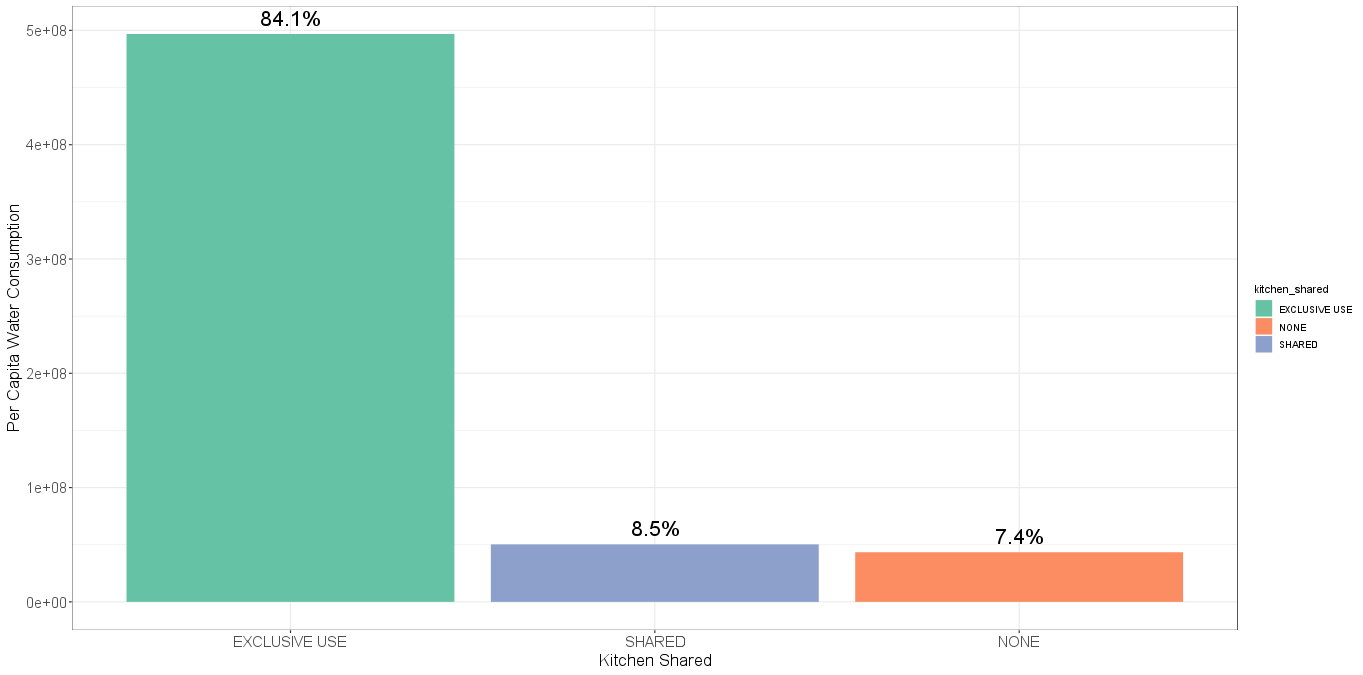 84.1%
5e+08
4e+08
3e+08
2e+08
1e+08
0e+00
Per Capita Water Consumption
8.5%
7.4%
EXCLUSIVE USE
SHARED
NONE
Kitchen Shared
kitchen_shared
EXCLUSIVE USE
NONE
SHARED